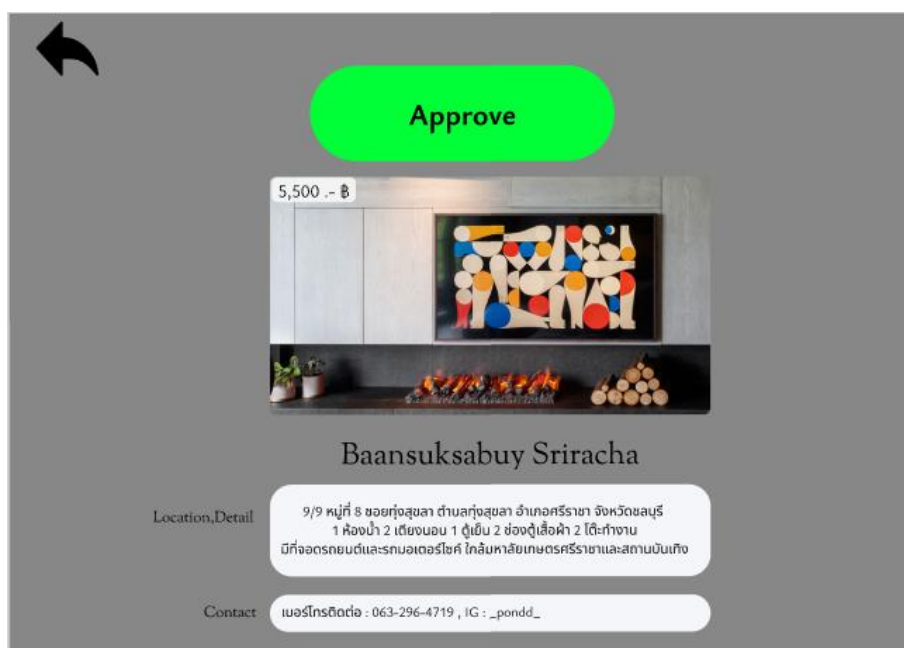 Approve
5,500 .- ฿
Baansuksabuy Sriracha
Location,Detail
9/9 หมู่ที่ 8 ซอยทุ่งสุขลา ตำบลทุ่งสุขลา อำเภอศรีราชา จังหวัดชลบุรี
1 ห้องน้ำ 2 เตียงนอน 1 ตู้เย็น 2 ช่องตู้เสื้อผ้า 2 โต๊ะทำงาน
มีที่จอดรถยนต์และรถมอเตอร์ไซค์ ใกล้มหาลัยเกษตรศรีราชาและสถานบันเทิง
Contact
เบอร์โทรติดต่อ : 063-296-4719 , IG : _pondd_